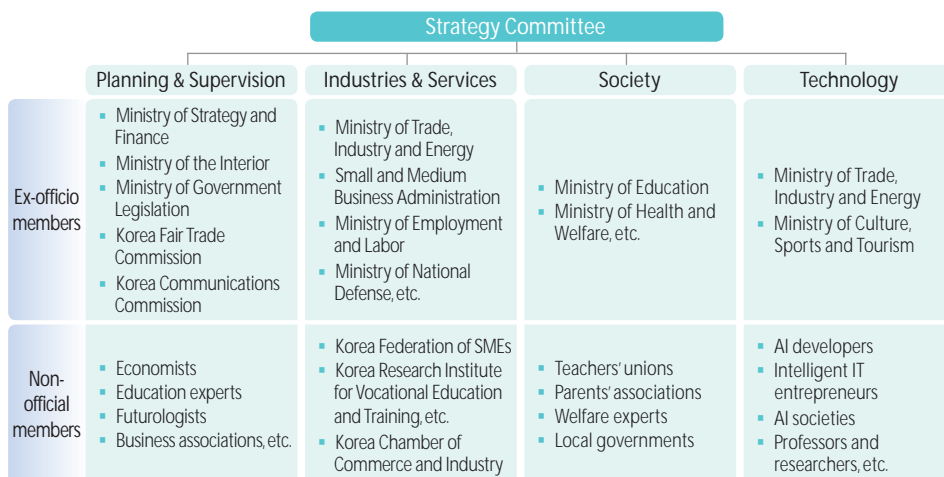 Strategy Committee
Planning & Supervision
Industries & Services
Society
Technology
Ex-officio
members
▪ Ministry of Strategy and
Finance
▪ Ministry of the Interior
▪ Ministry of Government
Legislation
▪ Korea Fair Trade
Commission
▪ Korea Communications
Commission
▪ Ministry of Trade,
Industry and Energy
▪ Small and Medium
Business Administration
▪ Ministry of Employment
and Labor
▪ Ministry of National
Defense, etc.
▪ Ministry of Education
▪ Ministry of Health and
Welfare, etc.
▪ Ministry of Trade,
Industry and Energy
▪ Ministry of Culture,
Sports and Tourism
Non-
official
members
▪ Economists
▪ Education experts
▪ Futurologists
▪ Business associations, etc.
▪ Korea Federation of SMEs
▪ Korea Research Institute
for Vocational Education
and Training, etc.
▪ Korea Chamber of
Commerce and Industry
▪ Teachers' unions
▪ Parents' associations
▪ Welfare experts
▪ Local governments
▪ AI developers
▪ Intelligent IT
entrepreneurs
▪ AI societies
▪ Professors and
researchers, etc.